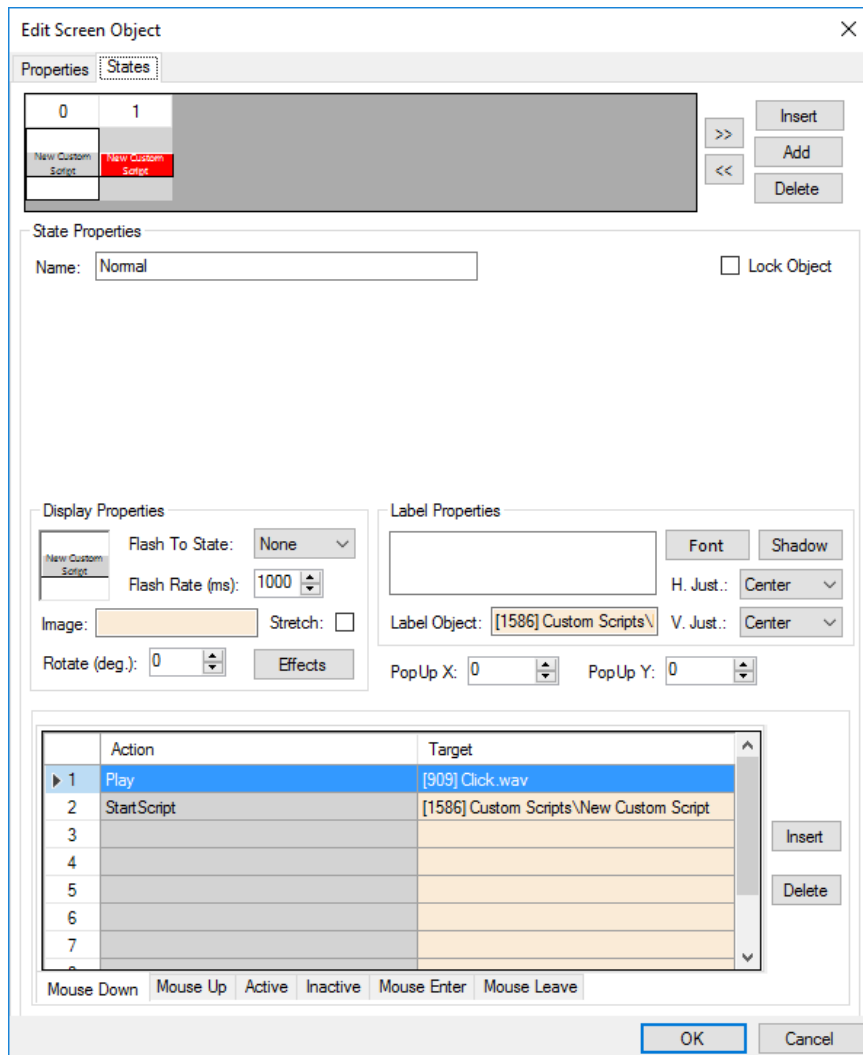 Edit Screen Object
Properties States
0 1
Insert
>>
New Custom Script New Custom Script
Add
<<
Delete
State Properties
Name: Normal Lock Object
Display Properties
Label Properties
Flash To State: None
Font Shadow
New Custom Script
Flash Rate (ms): 1000
H. Just.: Center
Image: Stretch:
Label Object: [1586] Custom Scripts\
V. Just.: Center
Rotate (deg.): 0 Effects
PopUp X: 0 PopUp Y: 0
Action Target
1 Play [909] Click.wav
2 StartScript [1586] Custom Scripts\New Custom Script
3
Insert
4
5
Delete
6
7
Mouse Down Mouse Up Active Inactive Mouse Enter Mouse Leave
OK Cancel